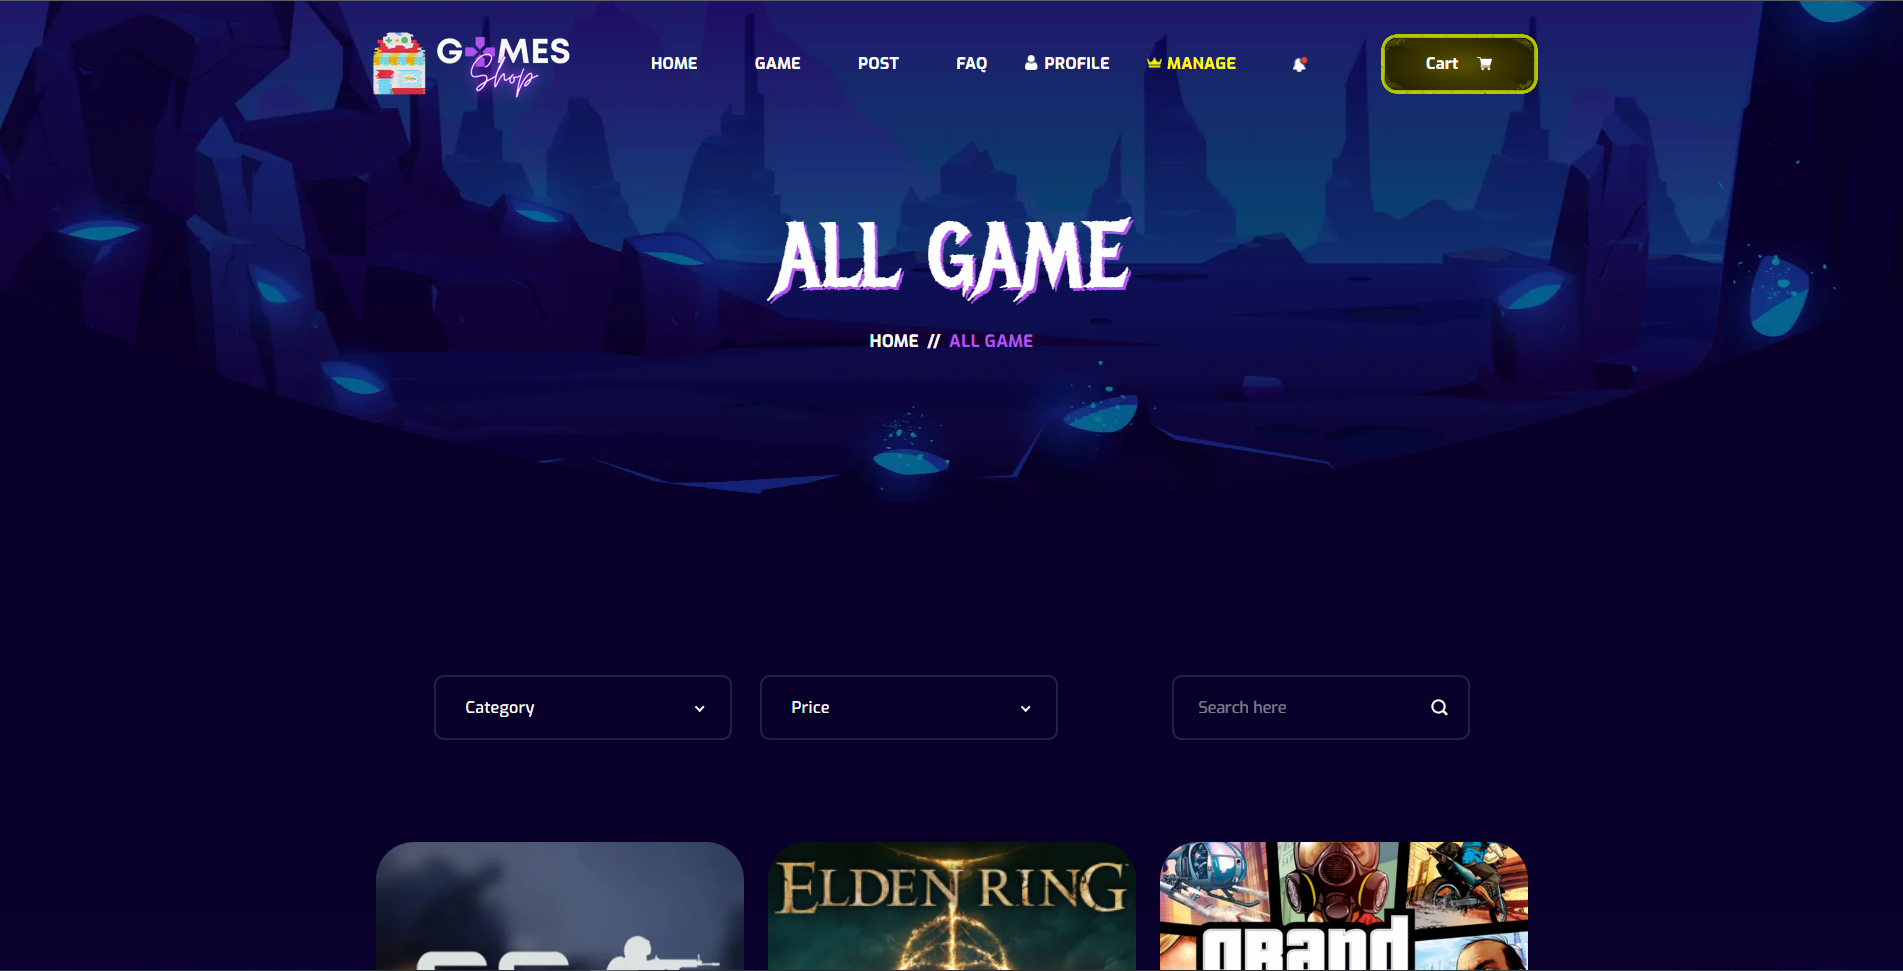 GAMES
Shop
HOME
GAME
POST
FAQ
PROFILE
MANAGE
Cart
ALL GAME
HOME // ALL GAME
Category
Price
Search here
ELDEN RING